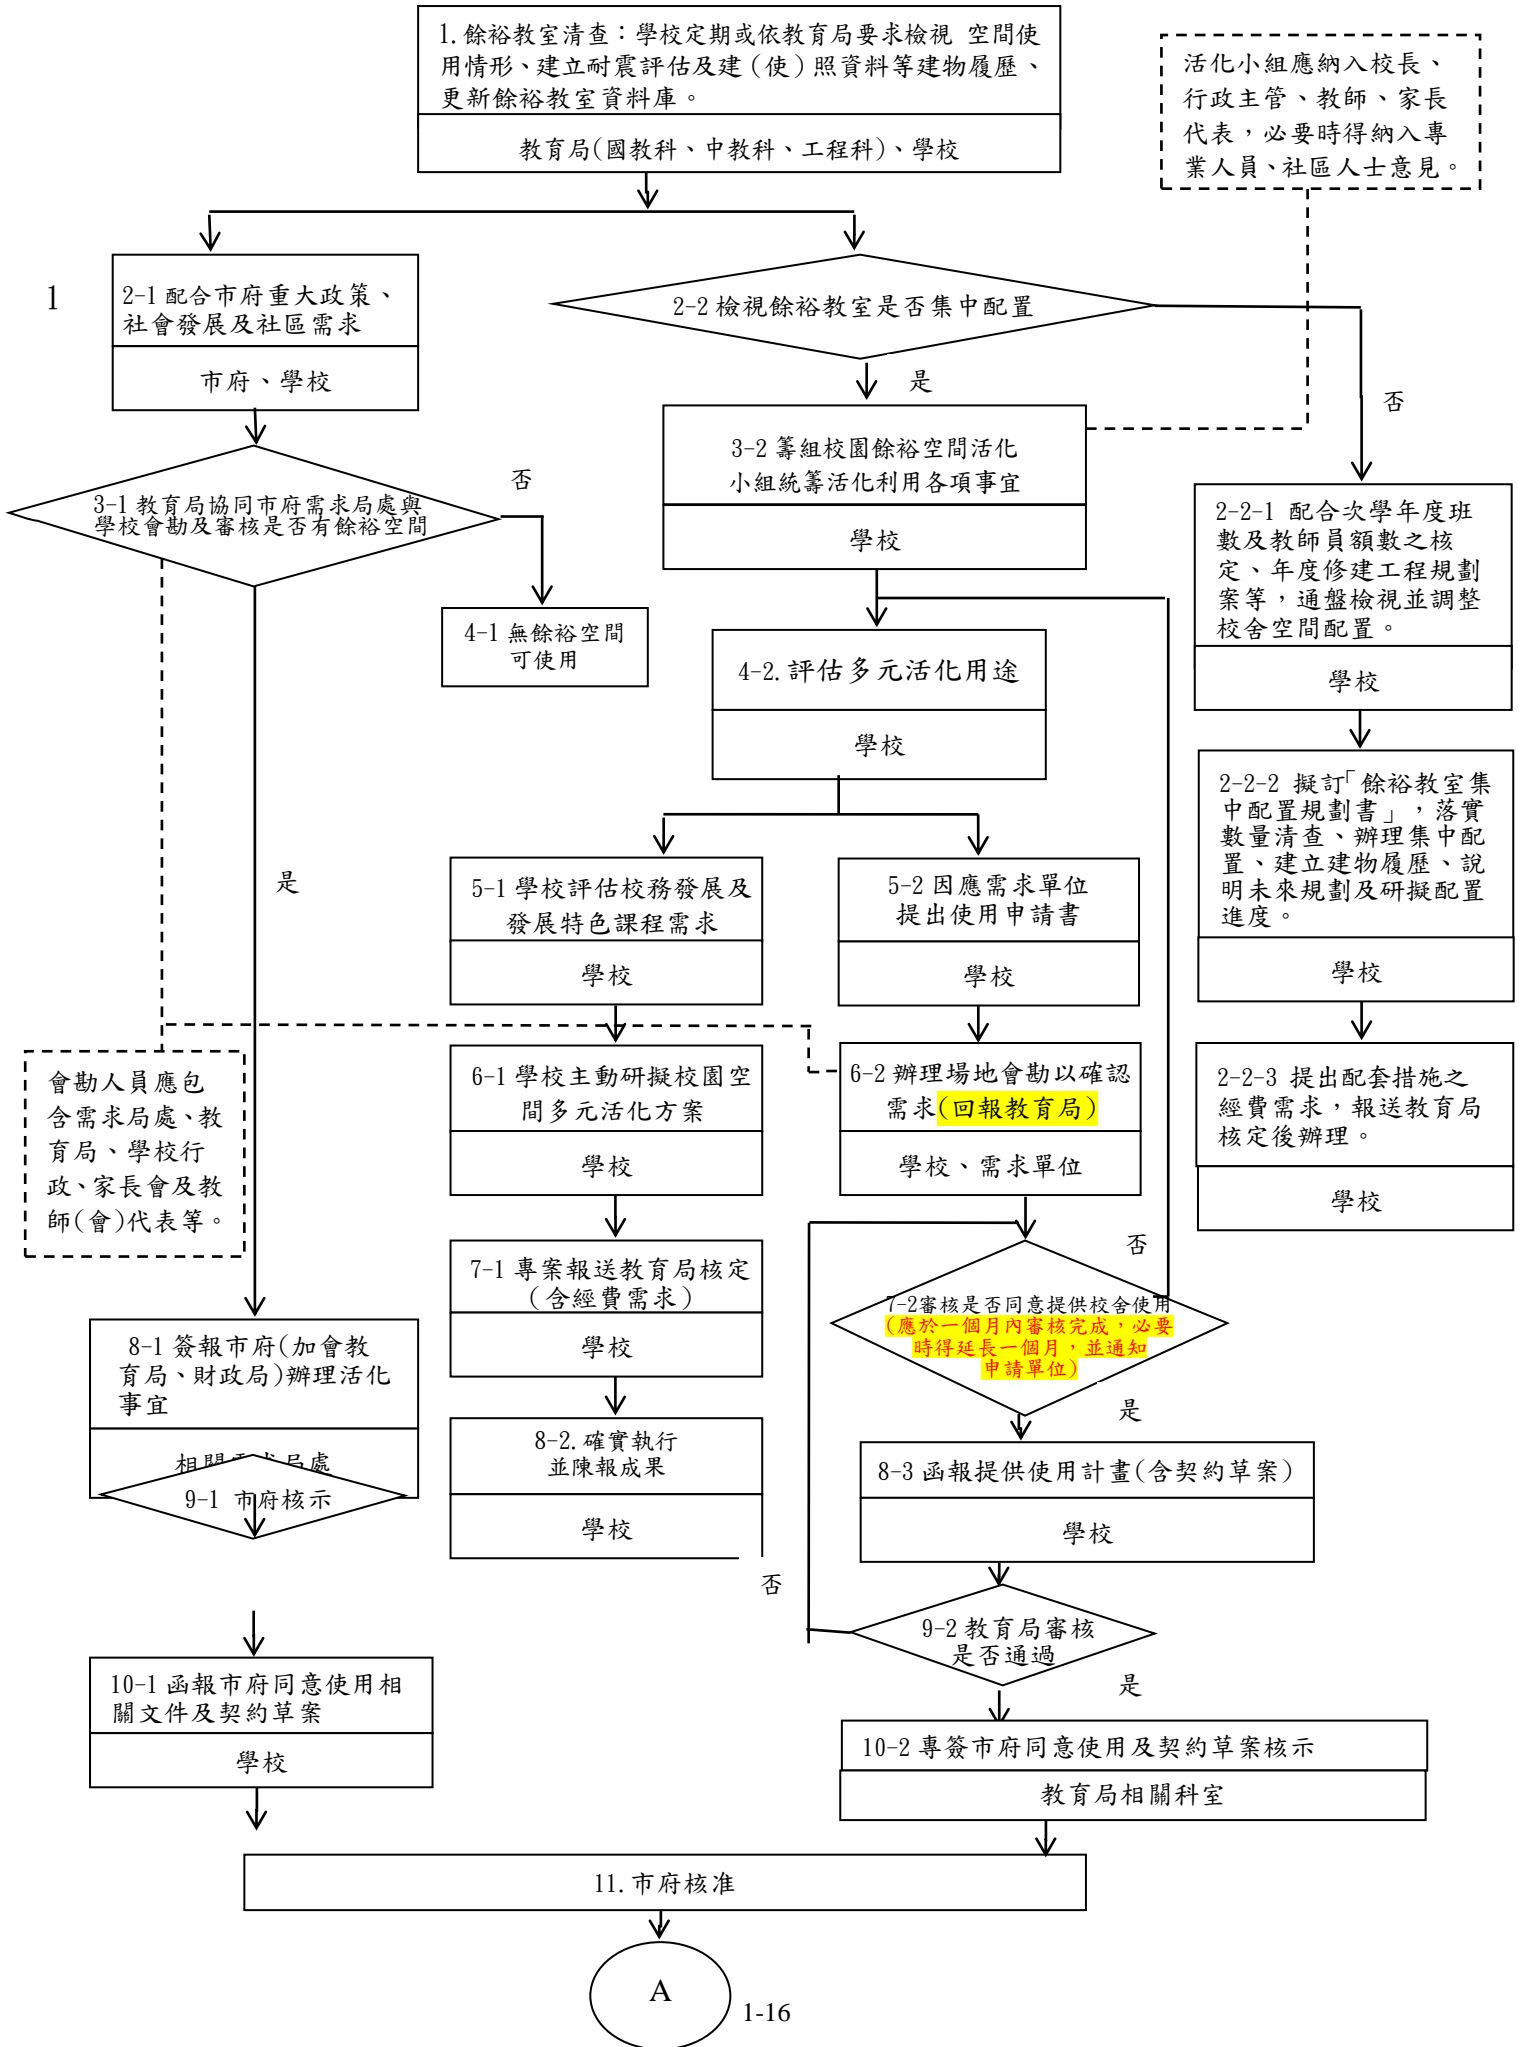 1.餘裕教室清查：學校定期或依教育局要求檢視 空間使
用情形、建立耐震評估及建（使）照資料等建物履歷、
更新餘裕教室資料庫。
教育局(國教科、中教科、工程科)、學校
活化小組應納入校長、
行政主管、教師、家長
代表，必要時得納入專
業人員、社區人士意見。
1
2-1 配合市府重大政策、
社會發展及社區需求
市府、學校
2-2 檢視餘裕教室是否集中配置
是
否
3-1 教育局協同市府需求局處與
學校會勘及審核是否有餘裕空間
否
3-2 籌組校園餘裕空間活化
小組統籌活化利用各項事宜
學校
2-2-1 配合次學年度班
數及教師員額數之核
定、年度修建工程規劃
案等，通盤檢視並調整
校舍空間配置。
學校
4-1 無餘裕空間
可使用
4-2.評估多元活化用途
學校
2-2-2 擬訂「餘裕教室集
中配置規劃書」，落實
數量清查、辦理集中配
置、建立建物履歷、說
明未來規劃及研擬配置
進度。
學校
是
5-1 學校評估校務發展及
發展特色課程需求
學校
5-2 因應需求單位
提出使用申請書
學校
會勘人員應包
含需求局處、教
育局、學校行
政、家長會及教
師(會)代表等。
6-1 學校主動研擬校園空
間多元活化方案
學校
6-2 辦理場地會勘以確認
需求(回報教育局)
學校、需求單位
2-2-3 提出配套措施之
經費需求，報送教育局
核定後辦理。
學校
7-1 專案報送教育局核定
（含經費需求）
學校
否
7-2審核是否同意提供校舍使用
(應於一個月內審核完成，必要
時得延長一個月，並通知
申請單位)
是
8-1 簽報市府(加會教
育局、財政局)辦理活化
事宜
相關需求局處
9-1 市府核示
8-2.確實執行
並陳報成果
學校
8-3 函報提供使用計畫(含契約草案)
學校
否
9-2 教育局審核
是否通過
是
10-1 函報市府同意使用相
關文件及契約草案
學校
10-2 專簽市府同意使用及契約草案核示
教育局相關科室
11.市府核准
A
1-16